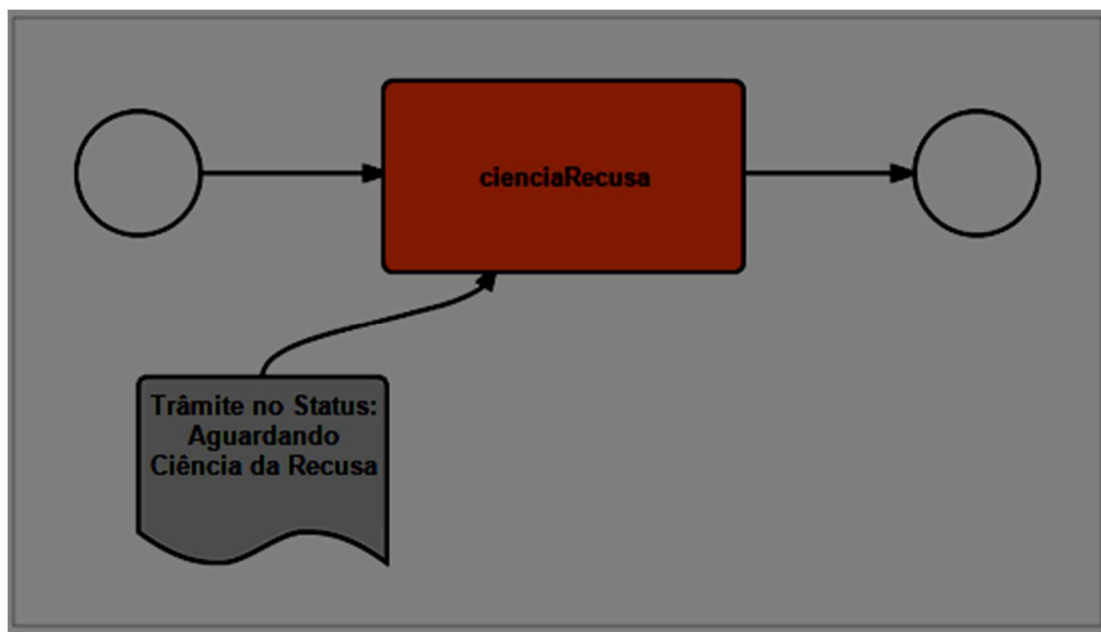 cienciaRecusa
Trâmite no Status:
Aguardando
Ciência da Recusa